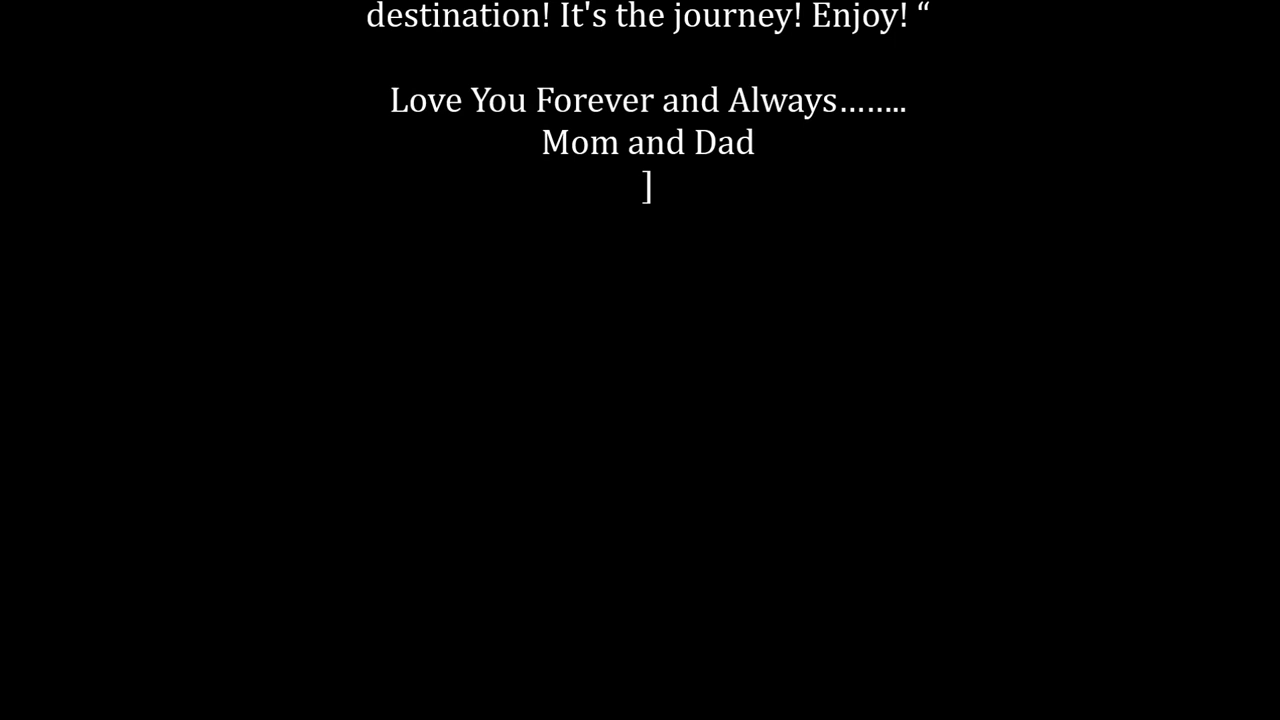 destination! It's the journey! Enjoy! “
Love You Forever and Always……..
Mom and Dad
]